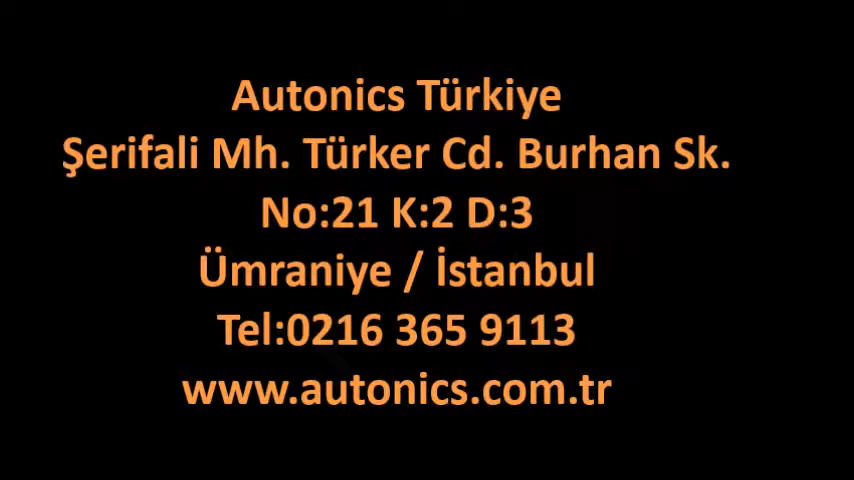 Autonics Türkiye
Şerifali Mh. Türker Cd. Burhan Sk.
No:21 K:2 D:3
Ümraniye / İstanbul
Tel:0216 365 9113
www.autonics.com.tr